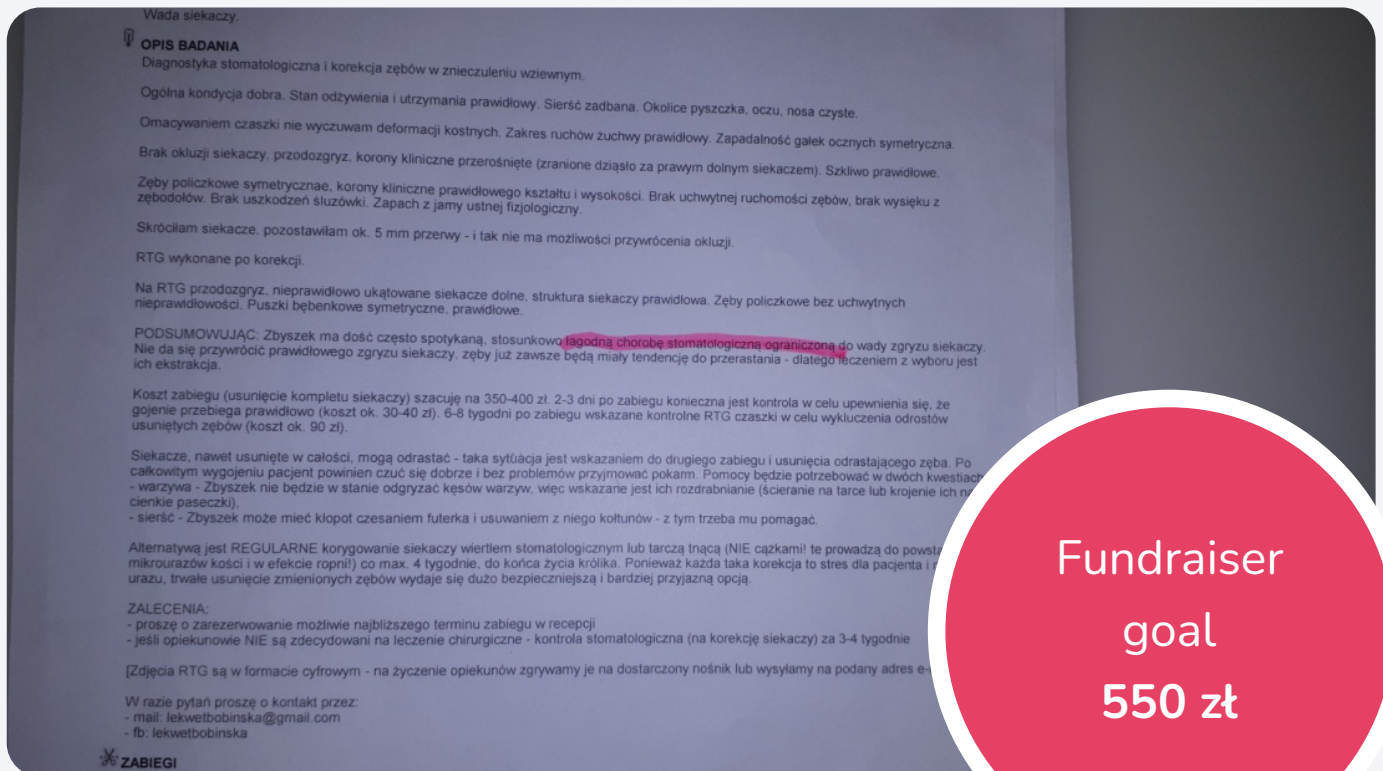 Wada siekaczy.
OPIS BADANIA
Diagnostyka stomatologiczna i korekcja zębów w znieczuleniu wziewnym.
Ogólna kondycja dobra. Stan odżywienia i utrzymania prawidłowy. Sierść zadbana. Okolice pyszczka, oczu, nosa czyste.
Omacywaniem czaszki nie wyczuwam deformacji kostnych. Zakres ruchów żuchwy prawidłowy. Zapadalność gałek ocznych symetryczna.
Brak okluzji siekaczy, przodozgryz, korony kliniczne przerośnięte (zranione dziąsło za prawym dolnym siekaczem). Szkliwo prawidłowe.
Zęby policzkowe symetrycznae, korony kliniczne prawidłowego kształtu i wysokości. Brak uchwytnej ruchomości zębów, brak wysięku z
zębodołów. Brak uszkodzeń śluzówki. Zapach z jamy ustnej fizjologiczny.
Skróciłam siekacze, pozostawiłam ok. 5 mm przerwy - i tak nie ma możliwości przywrócenia okluzji.
RTG wykonane po korekcji.
Na RTG przodozgryz, nieprawidłowo ukątowane siekacze dolne, struktura siekaczy prawidłowa. Zęby policzkowe bez uchwytnych
nieprawidłowości. Puszki bębenkowe symetryczne, prawidłowe.
PODSUMOWUJĄC: Zbyszek ma dość często spotykaną, stosunkowo łagodną chorobę stomatologiczną ograniczoną do wady zgryzu siekaczy.
Nie da się przywrócić prawidłowego zgryzu siekaczy, zęby już zawsze będą miały tendencję do przerastania - dlatego leczeniem z wyboru jest
ich ekstrakcja.
Koszt zabiegu (usunięcie kompletu siekaczy) szacuję na 350-400 zł. 2-3 dni po zabiegu konieczna jest kontrola w celu upewnienia się, że
gojenie przebiega prawidłowo (koszt ok. 30-40 zł). 6-8 tygodni po zabiegu wskazane kontrolne RTG czaszki w celu wykluczenia odrostów
usuniętych zębów (koszt ok. 90 zł).
Siekacze, nawet usunięte w całości, mogą odrastać - taka sytuacja jest wskazaniem do drugiego zabiegu i usunięcia odrastającego zęba. Po
całkowitym wygojeniu pacjent powinien czuć się dobrze i bez problemów przyjmować pokarm. Pomocy będzie potrzebować w dwóch kwestiach
- warzywa - Zbyszek nie będzie w stanie odgryzać kęsów warzyw, więc wskazane jest ich rozdrabnianie (ścieranie na tarce lub krojenie ich na
cienkie paseczki).
- sierść - Zbyszek może mieć kłopot czesaniem futerka i usuwaniem z niego kołtunów - z tym trzeba mu pomagać.
Alternatywą jest REGULARNE korygowanie siekaczy wiertłem stomatologicznym lub tarczą tnącą (NIE cążkami! te prowadzą do
mikrourazów kości i w efekcie ropni!) co max. 4 tygodnie, do końca życia królika. Ponieważ każda taka korekcja to stres dla pacjenta i
urazu, trwałe usunięcie zmienionych zębów wydaje się dużo bezpieczniejszą i bardziej przyjazną opcją.
ZALECENIA:
- proszę o zarezerwowanie możliwie najbliższego terminu zabiegu w recepcji
- jeśli opiekunowie NIE są zdecydowani na leczenie chirurgiczne - kontrola stomatologiczna (na korekcję siekaczy) za 3-4 tygodnie
[Zdjęcia RTG są w formacie cyfrowym - na życzenie opiekunów zgrywamy je na dostarczony nośnik lub wysyłamy na podany adres
W razie pytań proszę o kontakt przez:
- mail: lekwetbobinska@gmail.com
- fb: lekwetbobinska
ZABIEGI
Fundraiser
goal
550 zł